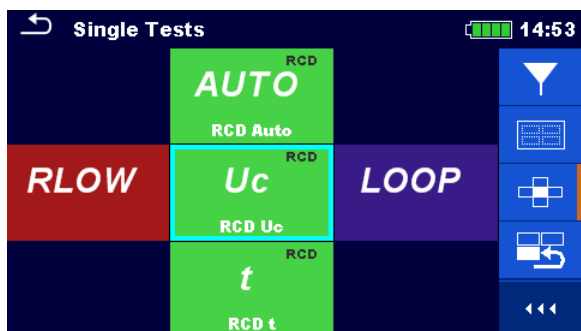 Single Tests
14:53
RCD
AUTO
RCD Auto
RLOW
RCD
Uc
RCD Uc
LOOP
RCD
t
RCD t